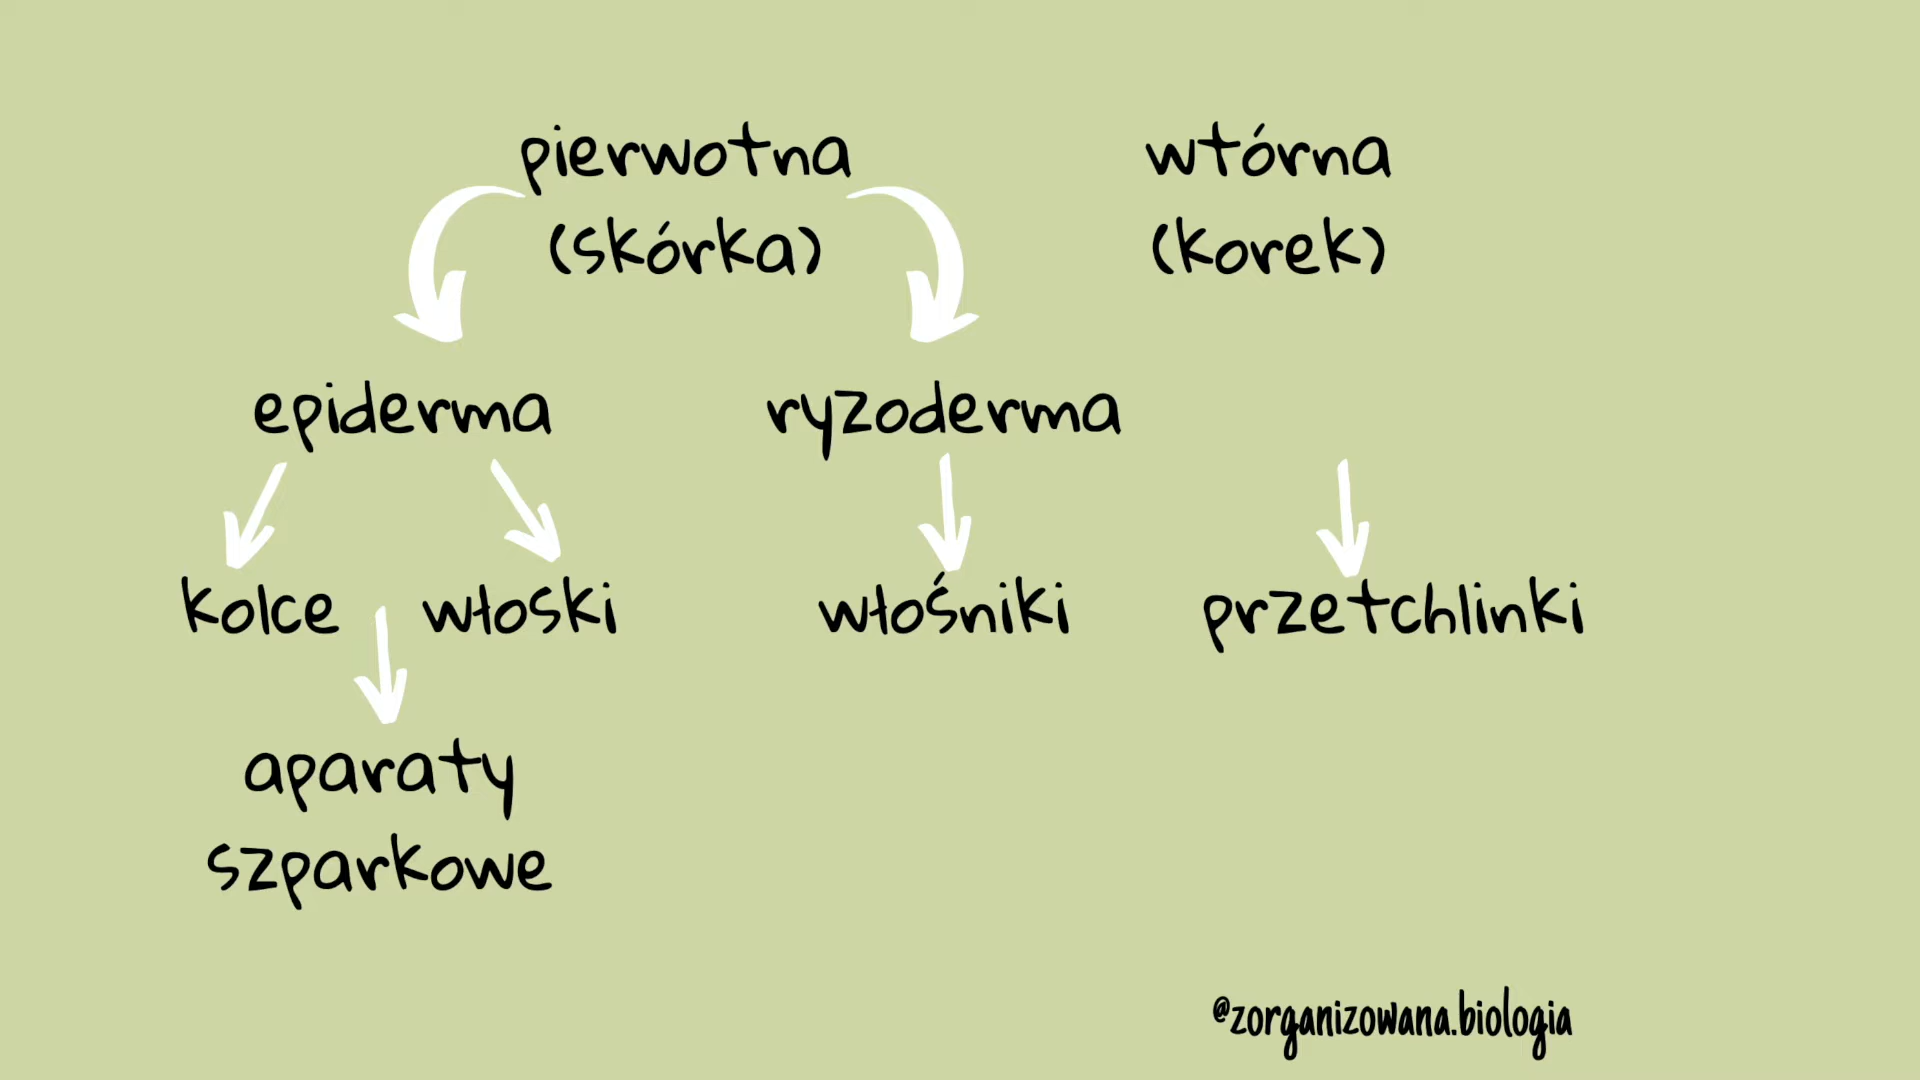 pierwotna
(skórka)
wtórna
(korek)
epiderma
ryzoderma
kolce
włoski
włośniki
przetchlinki
aparaty
szparkowe
@zorganizowana.biologia